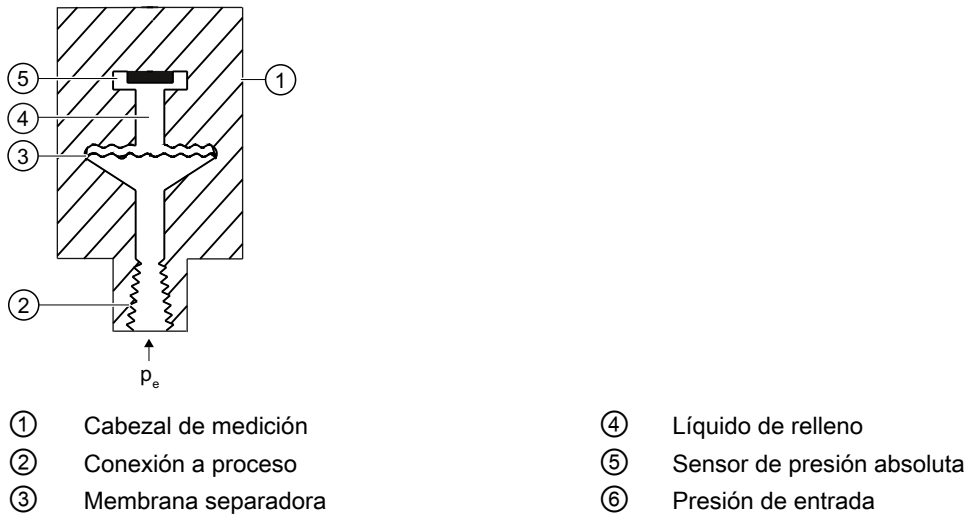 ⑤
①
④
③
②
pₑ
① Cabezal de medición
② Conexión a proceso
③ Membrana separadora
④ Líquido de relleno
⑤ Sensor de presión absoluta
⑥ Presión de entrada